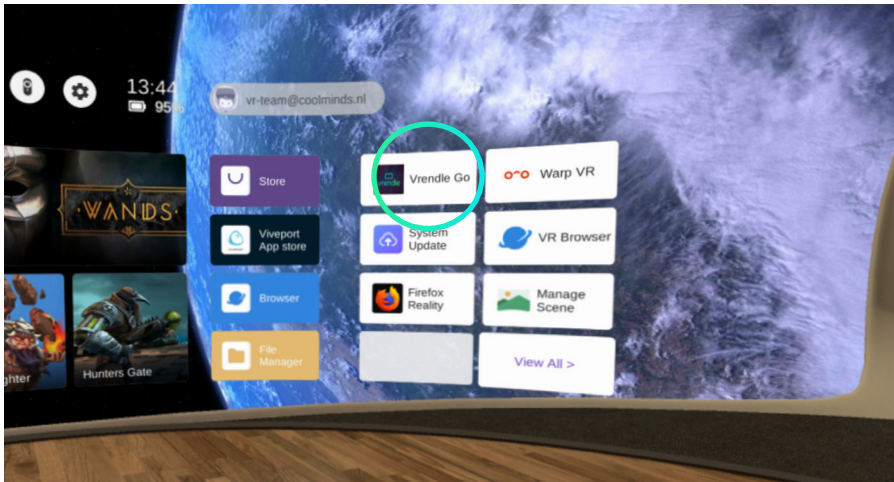 13:44
95%
vr-team@coolminds.nl
WANDS
ghter
Hunters Gate
Store
Viveport
App store
Browser
File
Manager
vrendle
Vrendle Go
Warp VR
System
Update
VR Browser
Firefox
Reality
Manage
Scene
View All >